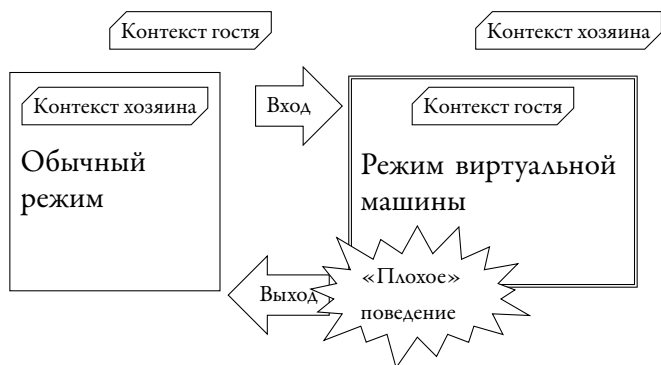 Контекст гостя
Контекст хозяина
Контекст хозяина
Обычный
режим
Вход
Контекст гостя
Режим виртуальной
машины
Выход
«Плохое»
поведение